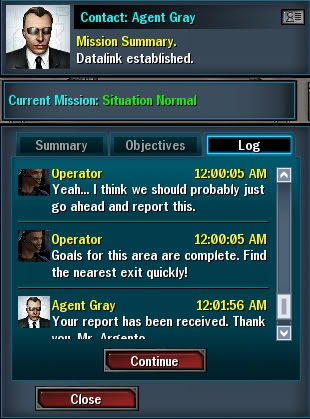 Contact: Agent Gray
Mission Summary.
Datalink established.
Current Mission: Situation Normal
Summary
Objectives
Log
Operator 12:00:05 AM
Yeah... I think we should probably just
go ahead and report this.
Operator 12:00:05 AM
Goals for this area are complete. Find
the nearest exit quickly!
Agent Gray 12:01:56 AM
Your report has been received. Thank
you, Mr. Argento.
Continue
Close